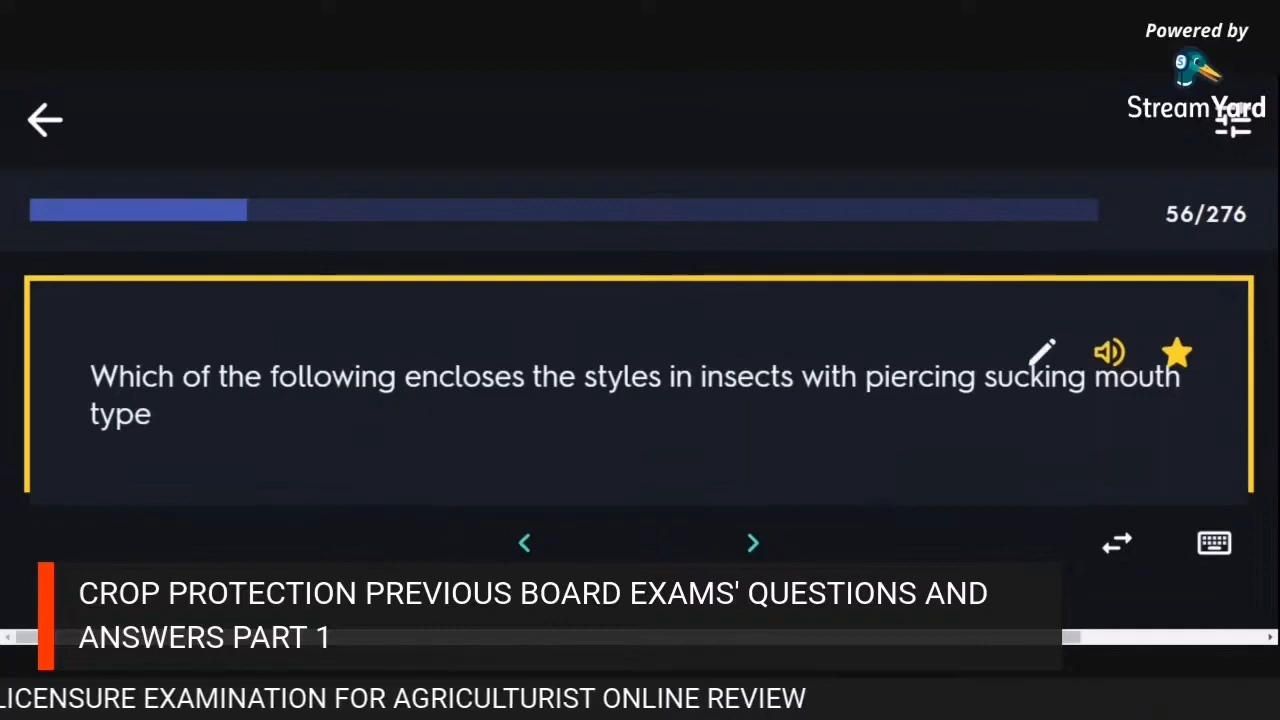 Powered by
StreamYard
56/276
Which of the following encloses the styles in insects with piercing sucking mouth
type
CROP PROTECTION PREVIOUS BOARD EXAMS' QUESTIONS AND
ANSWERS PART 1
LICENSURE EXAMINATION FOR AGRICULTURIST ONLINE REVIEW